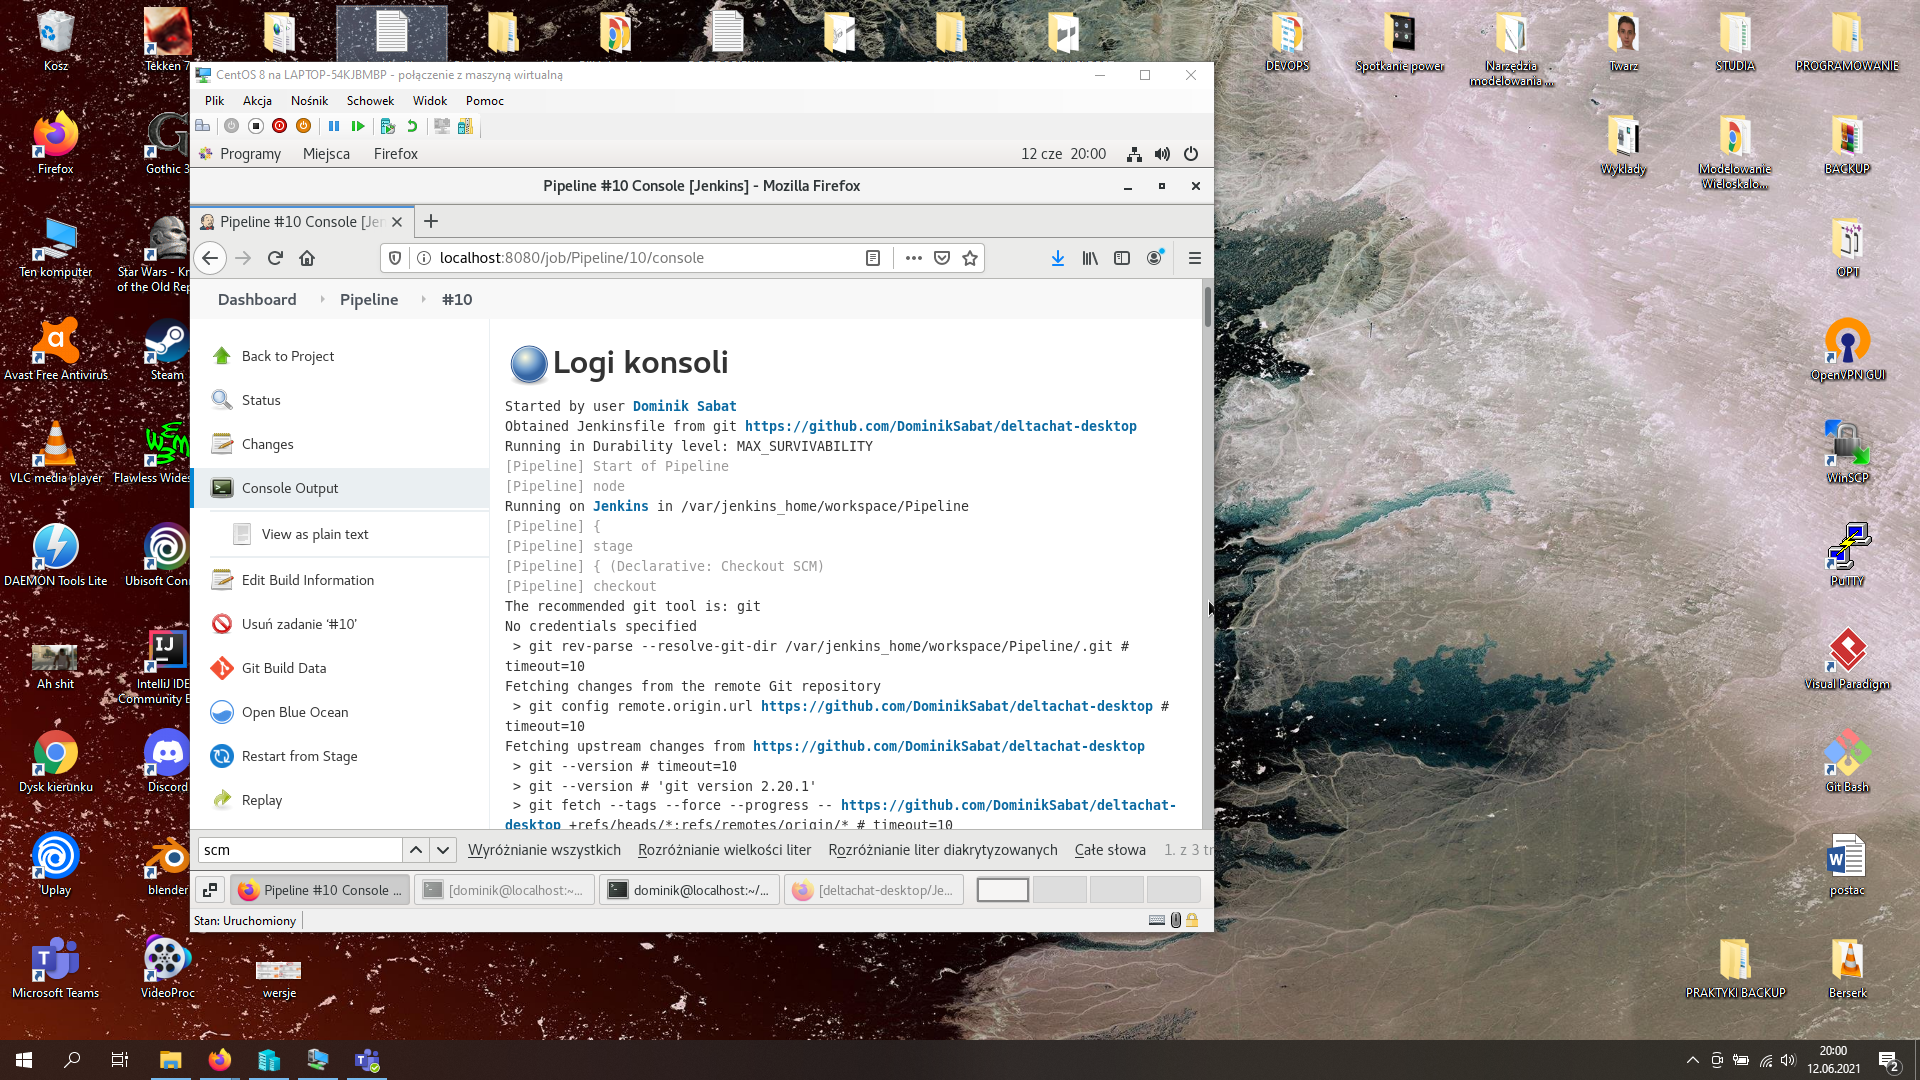 Kosz
Tekken 7
DEVOPS
Spotkanie power
Narzędzia
modelowania ...
Twarz
STUDIA
PROGRAMOWANIE
CentOS 8 na LAPTOP-54KJBMBP - połączenie z maszyną wirtualną
Plik Akcja Nośnik Schowek Widok Pomoc
Programy Miejsca Firefox 12 cze 20:00
Pipeline #10 Console [Jenkins] - Mozilla Firefox
Pipeline #10 Console [Jen
localhost:8080/job/Pipeline/10/console
Dashboard Pipeline #10
Back to Project
Status
Changes
Console Output
View as plain text
Edit Build Information
Usuń zadanie ‘#10’
Git Build Data
Open Blue Ocean
Restart from Stage
Replay
Logi konsoli
Started by user Dominik Sabat
Obtained Jenkinsfile from git https://github.com/DominikSabat/deltachat-desktop
Running in Durability level: MAX_SURVIVABILITY
[Pipeline] Start of Pipeline
[Pipeline] node
Running on Jenkins in /var/jenkins_home/workspace/Pipeline
[Pipeline] {
[Pipeline] stage
[Pipeline] { (Declarative: Checkout SCM)
[Pipeline] checkout
The recommended git tool is: git
No credentials specified
> git rev-parse --resolve-git-dir /var/jenkins_home/workspace/Pipeline/.git #
timeout=10
Fetching changes from the remote Git repository
> git config remote.origin.url https://github.com/DominikSabat/deltachat-desktop #
timeout=10
Fetching upstream changes from https://github.com/DominikSabat/deltachat-desktop
> git --version # timeout=10
> git --version # 'git version 2.20.1'
> git fetch --tags --force --progress -- https://github.com/DominikSabat/deltachat-
desktop +refs/heads/*:refs/remotes/origin/* # timeout=10
scm
Wyróżnianie wszystkich Rozróżnianie wielkości liter Rozróżnianie liter diakrytyzowanych Całe słowa 1. z 3 tr
Pipeline #10 Console ...
[dominik@localhost:~...
dominik@localhost:~/...
[deltachat-desktop/Je...
Stan: Uruchomiony
Firefox
Gothic 3
Ten komputer
Star Wars - Kn
of the Old Rep
Avast Free Antivirus
Steam
VLC media player
Flawless Wides
DAEMON Tools Lite
Ubisoft Conn
Ah shit
IntelliJ IDE
Community E
Dysk kierunku
Discord
Uplay
blender
Microsoft Teams
VideoProc
wersje
Wyklady
Modelowanie
Wieloskalo...
BACKUP
OPT
OpenVPN GUI
WinSCP
PuTTY
Visual Paradigm
Git Bash
postac
PRAKTYKI BACKUP
Berserk
20:00
12.06.2021
2